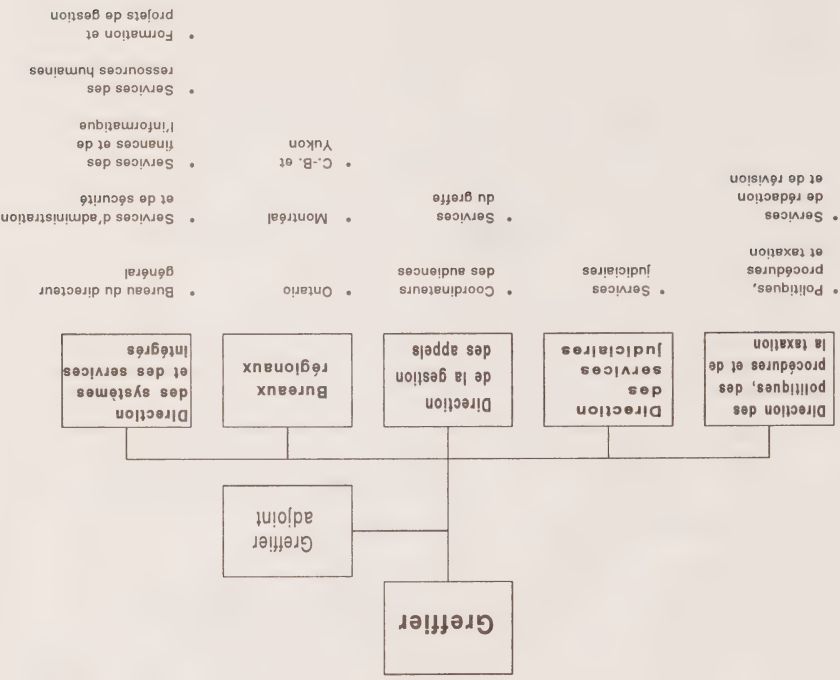 Greffier
Greffier
adjoint
Direction des
politiques, des
procédures et de
la taxation
• Politiques,
procédures
et taxation
• Services
de rédaction
et de révision
Direction
des
services
judiciaires
• Services
judiciaires
Direction
de la gestion
des appels
• Coordinateurs
des audiences
• Services
du greffe
Bureaux
régionaux
• Ontario
• Montréal
• C.-B. et
Yukon
Direction
des systèmes
et des services
intégrés
• Bureau du directeur
général
• Services d'administration
et de sécurité
• Services des
finances et de
l'informatique
• Services des
ressources humaines
• Formation et
projets de gestion